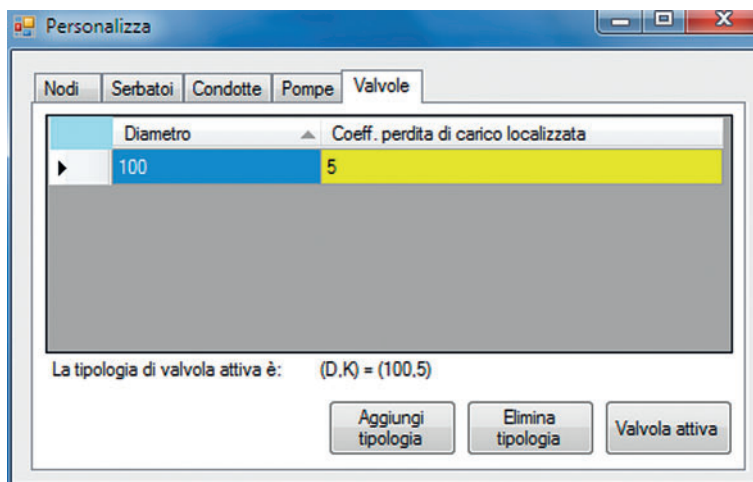 Personalizza
Nodi Serbatoi Condotte Pompe Valvole
Diametro Coeff. perdita di carico localizzata
100 5
La tipologia di valvola attiva è: (D,K) = (100,5)
Aggiungi tipologia
Elimina tipologia
Valvola attiva